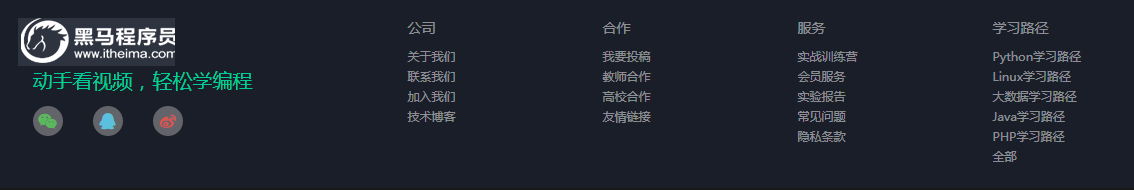 黑马程序员
www.itheima.com
动手看视频，轻松学编程
公司
关于我们
联系我们
加入我们
技术博客
合作
我要投稿
教师合作
高校合作
友情链接
服务
实战训练营
会员服务
实验报告
常见问题
隐私条款
学习路径
Python学习路径
Linux学习路径
大数据学习路径
Java学习路径
PHP学习路径
全部